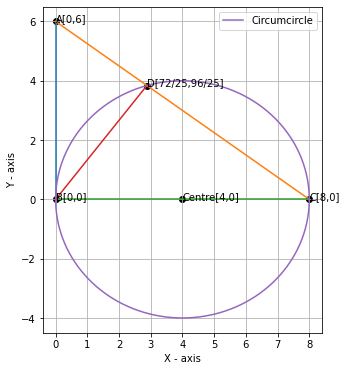 A[0,6]
Circumcircle
D[72/25,96/25]
B[0,0]
Centre[4,0]
C[8,0]
6
4
2
0
−2
−4
Y - axis
0 1 2 3 4 5 6 7 8
X - axis